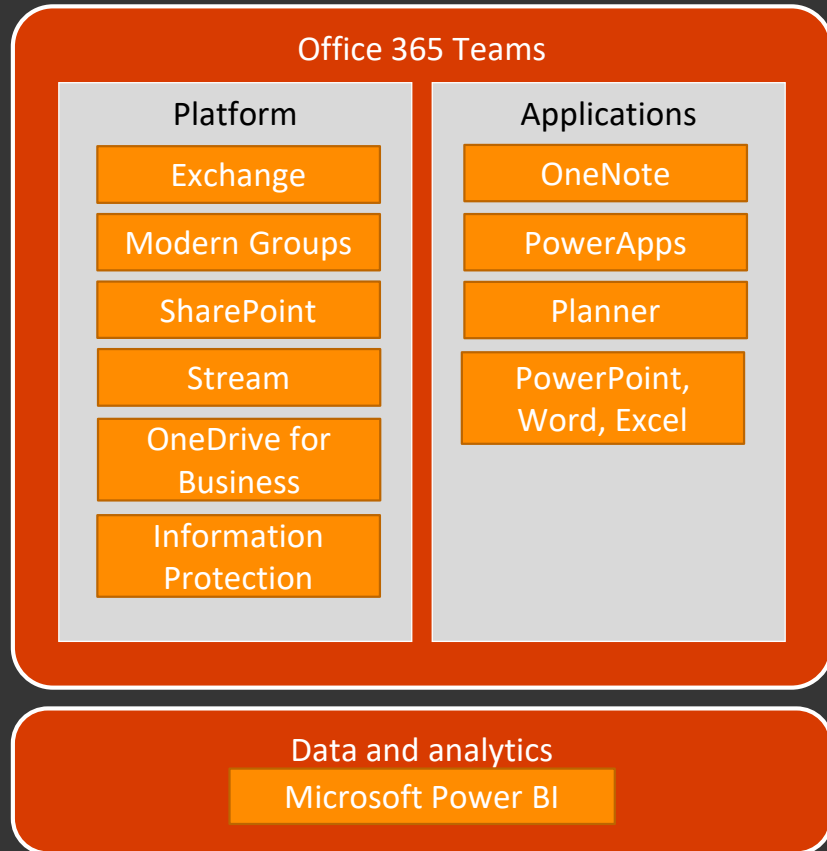 Office 365 Teams
Platform
Exchange
Modern Groups
SharePoint
Stream
OneDrive for
Business
Information
Protection
Applications
OneNote
PowerApps
Planner
PowerPoint,
Word, Excel
Data and analytics
Microsoft Power BI